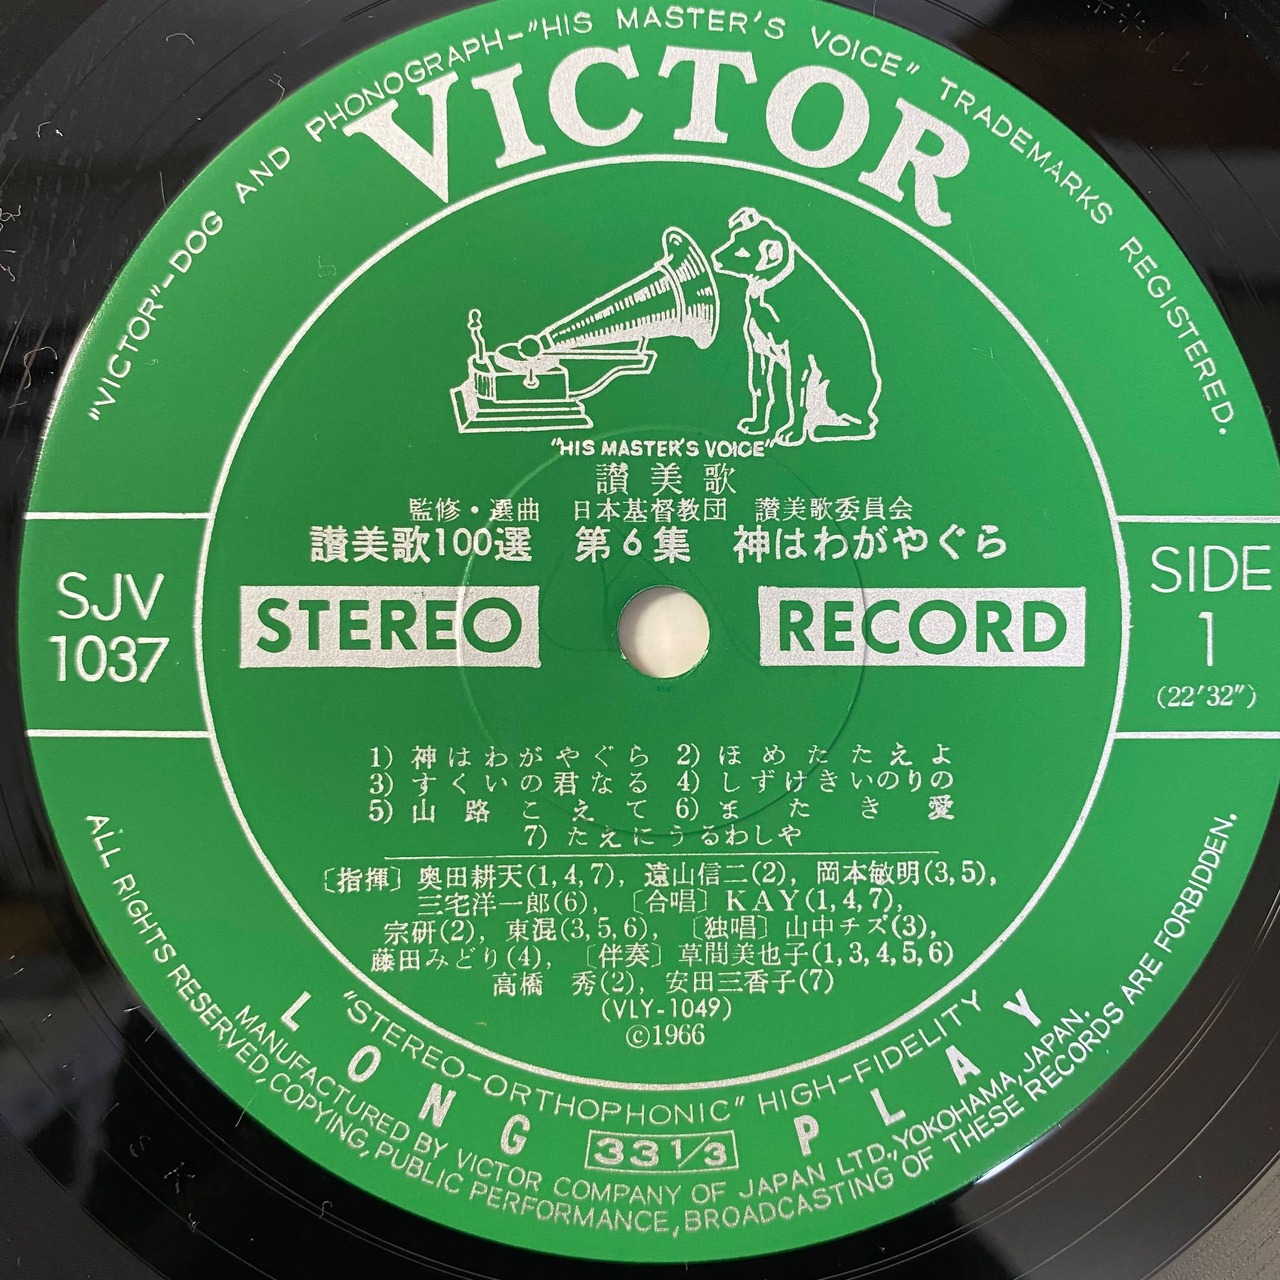 "VICTOR"-DOG AND PHONOGRAPH-"HIS MASTER'S VOICE" TRADEMARKS REGISTERED.
VICTOR
"HIS MASTER'S VOICE"
讃美歌
監修・選曲 日本基督教団 讃美歌委員会
讃美歌100選 第6集 神はわがやぐら
SJV
1037
STEREO RECORD
SIDE
1
(22′32″)
1) 神はわがやぐら 2) ほめたたえよ
3) すくいの君なる 4) しずけきいのりの
5) 山路こえて 6) またき愛
7) たえにうるわしや
〔指揮〕奥田耕天(1,4,7), 遠山信二(2), 岡本敏明(3,5),
三宅洋一郎(6), 〔合唱〕KAY(1,4,7),
宗研(2), 東混(3,5,6), 〔独唱〕山中チズ(3),
藤田みどり(4), 〔伴奏〕草間美也子(1,3,4,5,6)
高橋 秀(2), 安田三香子(7)
(VLY-1049)
©1966
"STEREO-ORTHOPHONIC" HIGH-FIDELITY
LONG 33 1/3 PLAY
MANUFACTURED BY VICTOR COMPANY OF JAPAN LTD., YOKOHAMA, JAPAN.
ALL RIGHTS RESERVED, COPYING, PUBLIC PERFORMANCE, BROADCASTING OF THESE RECORDS ARE FORBIDDEN.